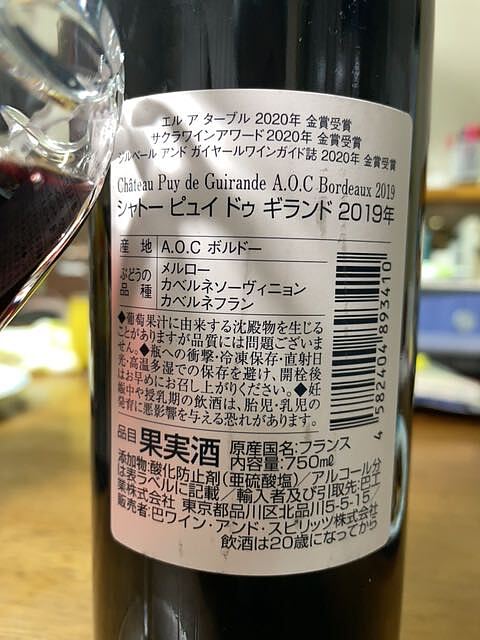 エル ア ターブル 2020年 金賞受賞
サクラワインアワード2020年 金賞受賞
ジルベール アンド ガイヤールワインガイド誌 2020年 金賞受賞
Château Puy de Guirande A.O.C Bordeaux 2019
シャトー ピュイ ドゥ ギランド 2019年
産 地 A.O.C ボルドー
ぶどうの品 種 メルロー
カベルネソーヴィニョン
カベルネフラン
◆葡萄果汁に由来する沈殿物を生じる
ことがありますが品質には問題ございま
せん。◆瓶への衝撃・冷凍保存・直射日
光・高温多湿での保存を避け、開栓後
はお早めにお召し上がりください。◆妊
娠中や授乳期の飲酒は、胎児・乳児の
発育に悪影響を与える恐れがあります。
4 582404 893410
品目 果実酒 原産国名:フランス
内容量:750mℓ
添加物:酸化防止剤(亜硫酸塩)/アルコール分
は表ラベルに記載/輸入者及び引取先:巴工
業株式会社 東京都品川区北品川5-5-15/
販売者:巴ワイン・アンド・スピリッツ株式会社
飲酒は20歳になってから